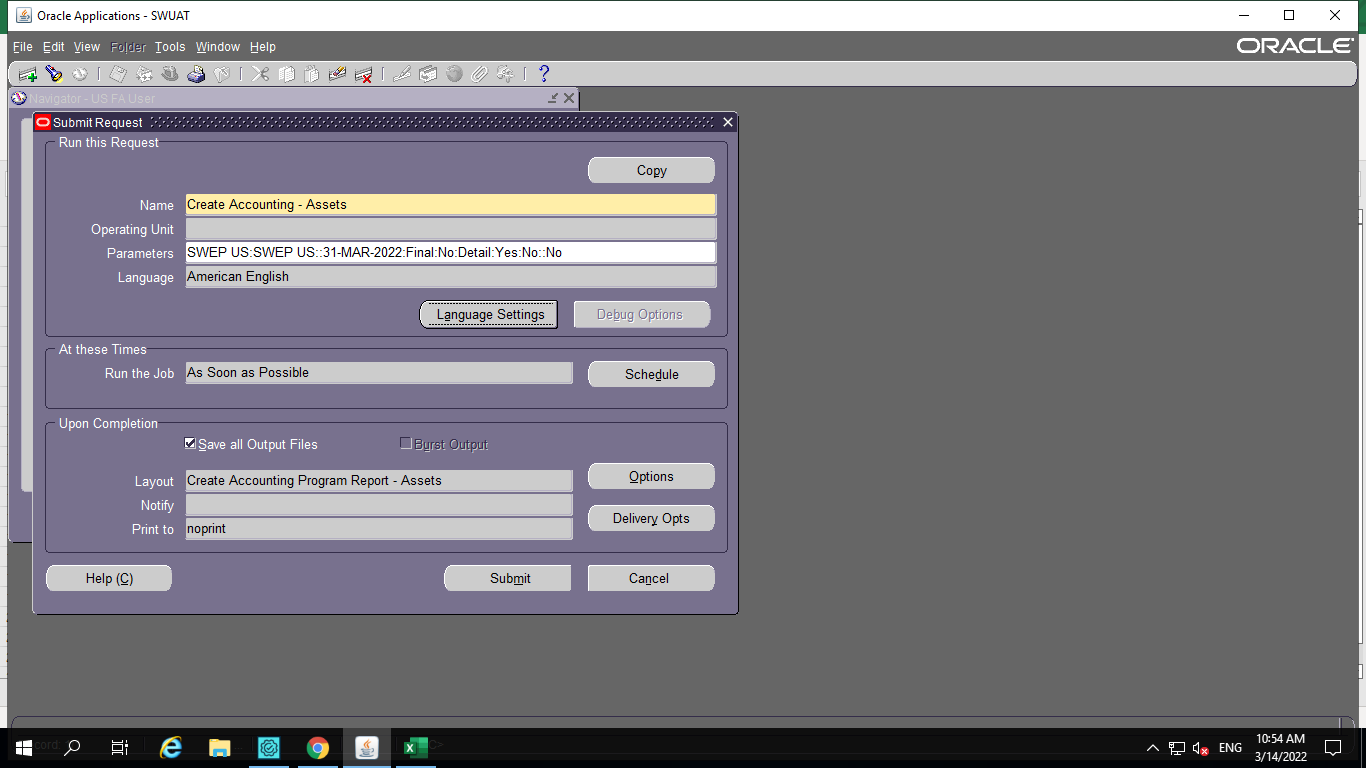 Oracle Applications - SWUAT
File Edit View Folder Tools Window Help
ORACLE
Navigator - US FA User
Submit Request
Run this Request
Copy
Name Create Accounting - Assets
Operating Unit
Parameters SWEP US:SWEP US::31-MAR-2022:Final:No:Detail:Yes:No::No
Language American English
Language Settings Debug Options
At these Times
Run the Job As Soon as Possible Schedule
Upon Completion
Save all Output Files Burst Output
Layout Create Accounting Program Report - Assets Options
Notify
Print to noprint Delivery Opts
Help (C) Submit Cancel
ENG 10:54 AM
3/14/2022